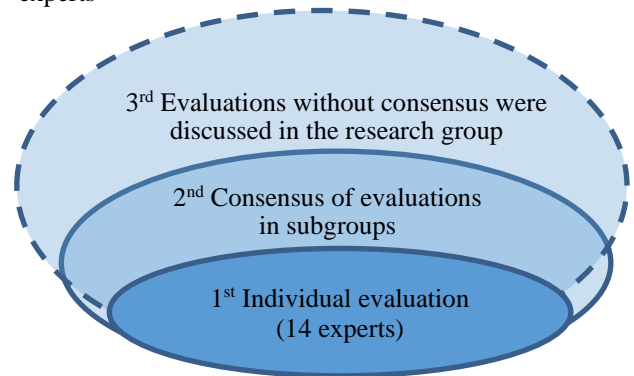 experts
3rd Evaluations without consensus were
discussed in the research group
2nd Consensus of evaluations
in subgroups
1st Individual evaluation
(14 experts)